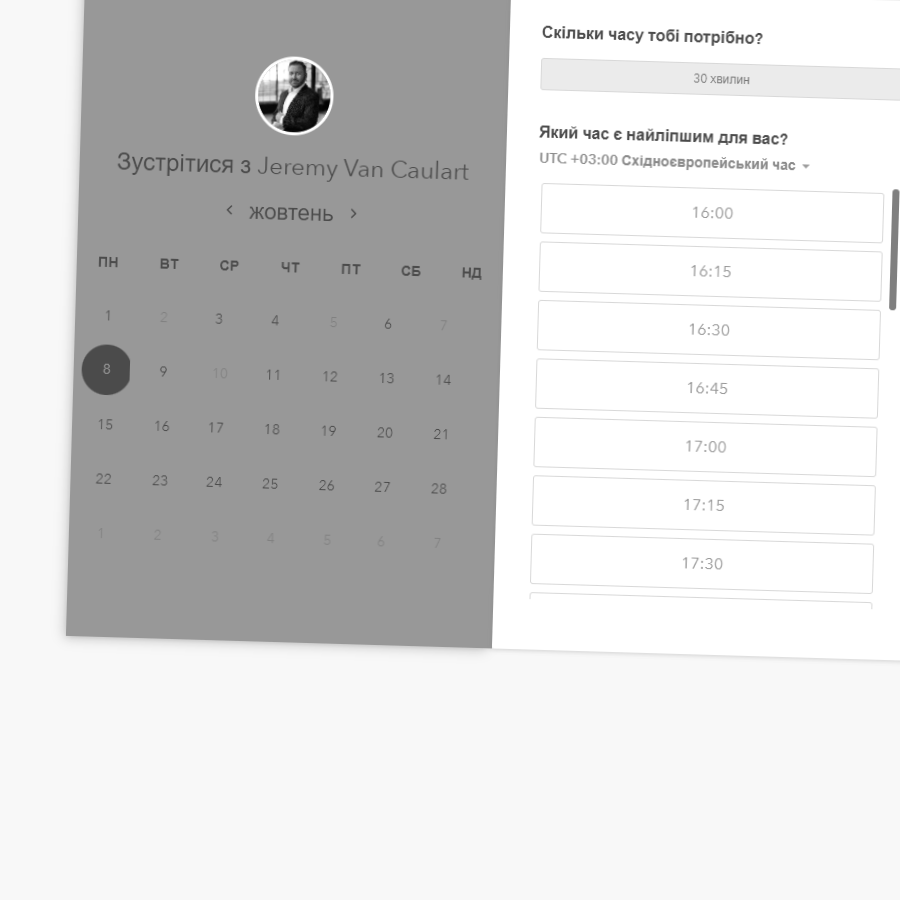 Зустрітися з Jeremy Van Caulart
жовтень
ПН ВТ СР ЧТ ПТ СБ НД
1 2 3 4 5 6 7
8 9 10 11 12 13 14
15 16 17 18 19 20 21
22 23 24 25 26 27 28
1 2 3 4 5 6 7
Скільки часу тобі потрібно?
30 хвилин
Який час є найліпшим для вас?
UTC +03:00 Східноєвропейський час
16:00
16:15
16:30
16:45
17:00
17:15
17:30